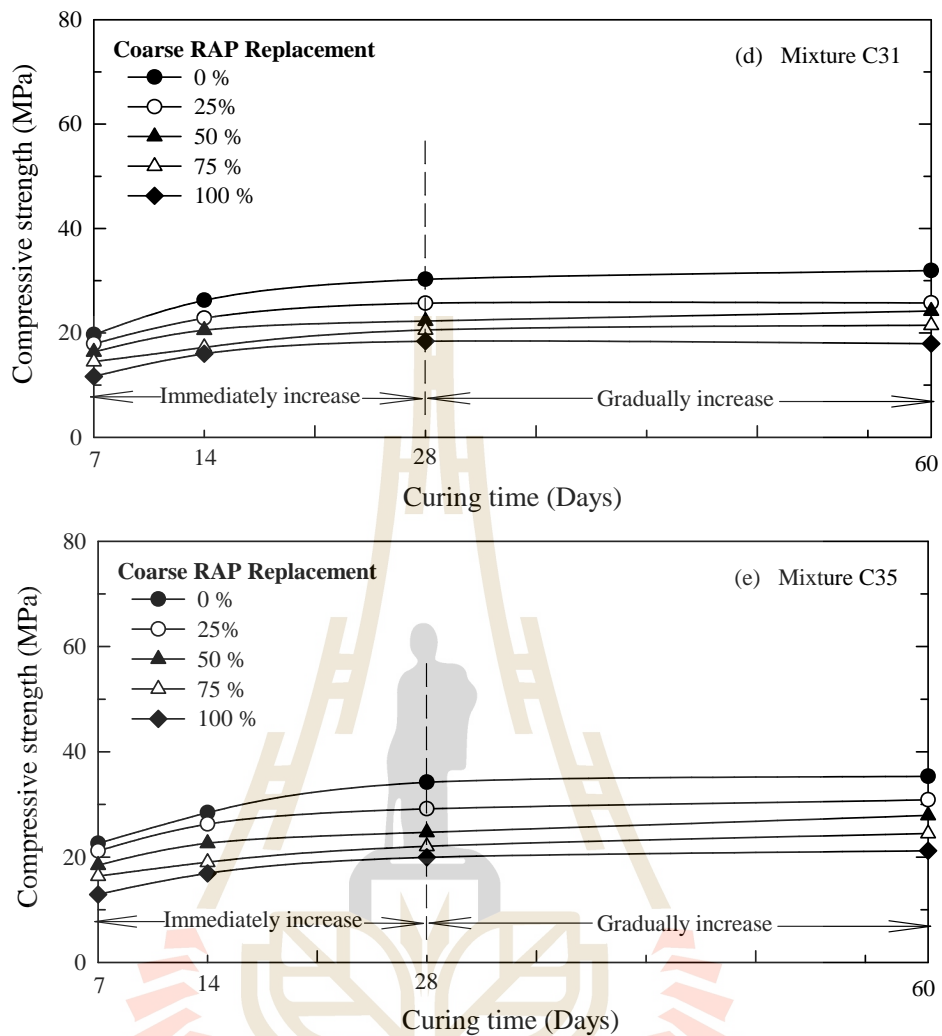 80
Coarse RAP Replacement
(d) Mixture C31
0 %
25%
50 %
75 %
100 %
60
40
20
0
Compressive strength (MPa)
Immediately increase
Gradually increase
7
14
28
60
Curing time (Days)
80
Coarse RAP Replacement
(e) Mixture C35
0 %
25%
50 %
75 %
100 %
60
40
20
0
Compressive strength (MPa)
Immediately increase
Gradually increase
7
14
28
60
Curing time (Days)